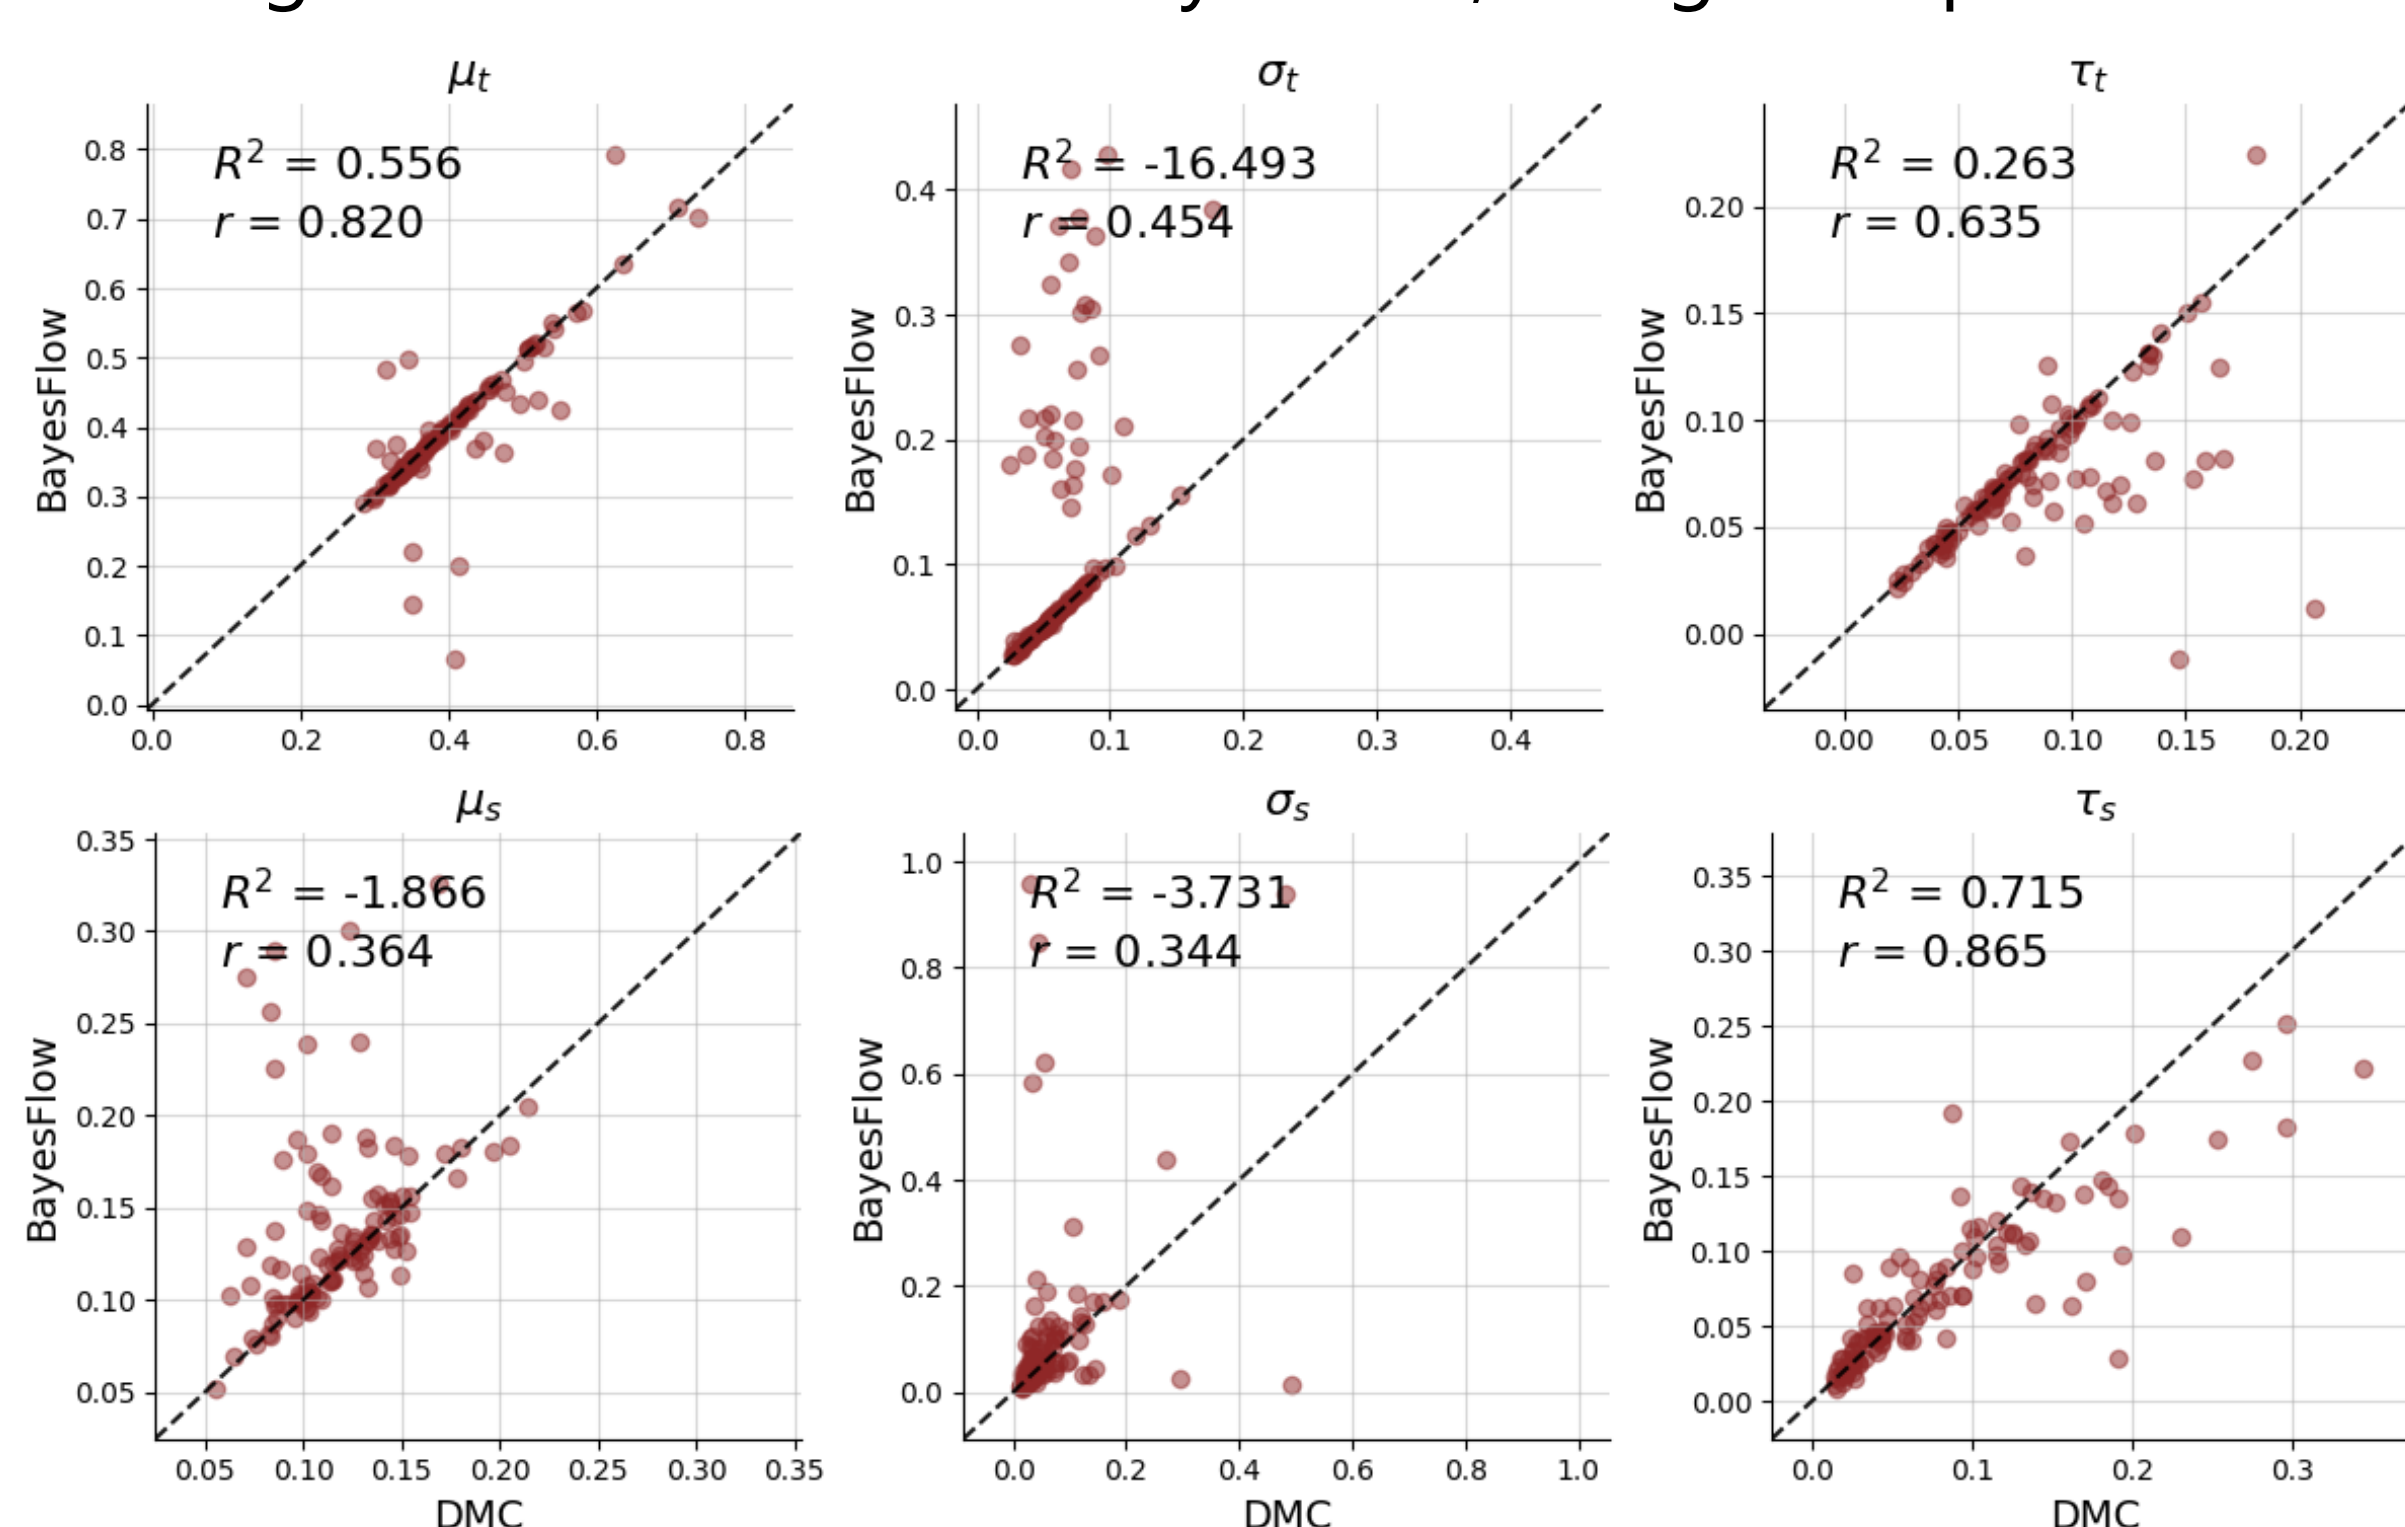 μt
σt
τt
R² = 0.556
r = 0.820
R² = -16.493
r = 0.454
R² = 0.263
r = 0.635
BayesFlow
BayesFlow
BayesFlow
0.8
0.7
0.6
0.5
0.4
0.3
0.2
0.1
0.0
0.4
0.3
0.2
0.1
0.0
0.20
0.15
0.10
0.05
0.00
0.0 0.2 0.4 0.6 0.8
0.0 0.1 0.2 0.3 0.4
0.00 0.05 0.10 0.15 0.20
μs
σs
τs
R² = -1.866
r = 0.364
R² = -3.731
r = 0.344
R² = 0.715
r = 0.865
BayesFlow
BayesFlow
BayesFlow
0.35
0.30
0.25
0.20
0.15
0.10
0.05
1.0
0.8
0.6
0.4
0.2
0.0
0.35
0.30
0.25
0.20
0.15
0.10
0.05
0.00
0.05 0.10 0.15 0.20 0.25 0.30 0.35
0.0 0.2 0.4 0.6 0.8 1.0
0.0 0.1 0.2 0.3
DMC
DMC
DMC